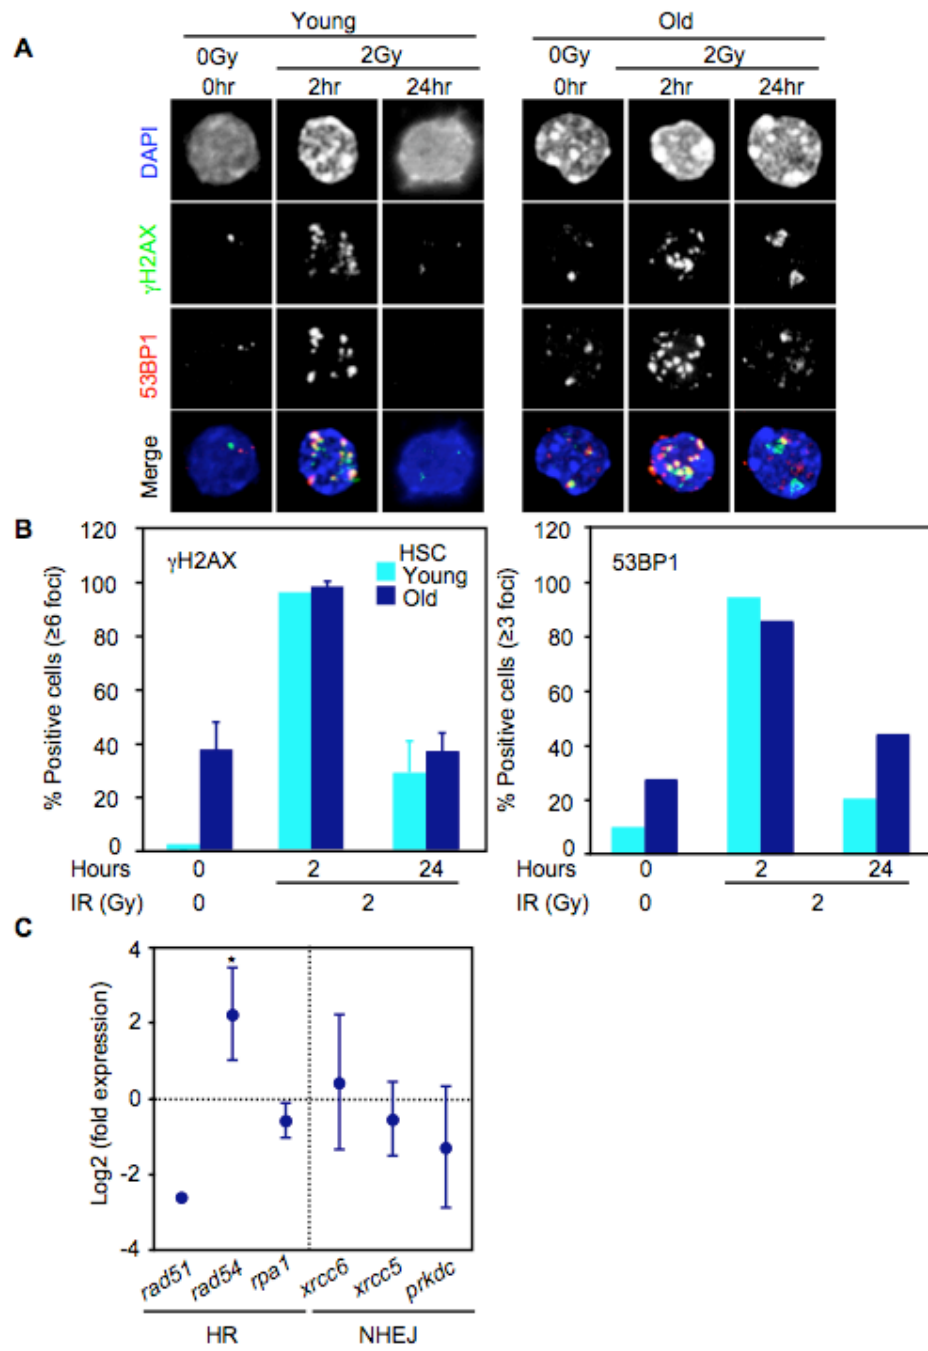 A
Young
Old
0Gy
2Gy
0Gy
2Gy
0hr
2hr
24hr
0hr
2hr
24hr
DAPI
γH2AX
53BP1
Merge
B
120
100
80
60
40
20
0
% Positive cells (≥6 foci)
γH2AX
HSC
Young
Old
120
100
80
60
40
20
0
% Positive cells (≥3 foci)
53BP1
Hours
0
2
24
0
2
24
IR (Gy)
0
2
0
2
C
4
2
0
-2
-4
Log2 (fold expression)
*
rad51
rad54
rpa1
xrcc6
xrcc5
prkdc
HR
NHEJ